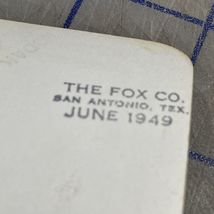 THE FOX CO.
SAN ANTONIO, TEX.
JUNE 1949